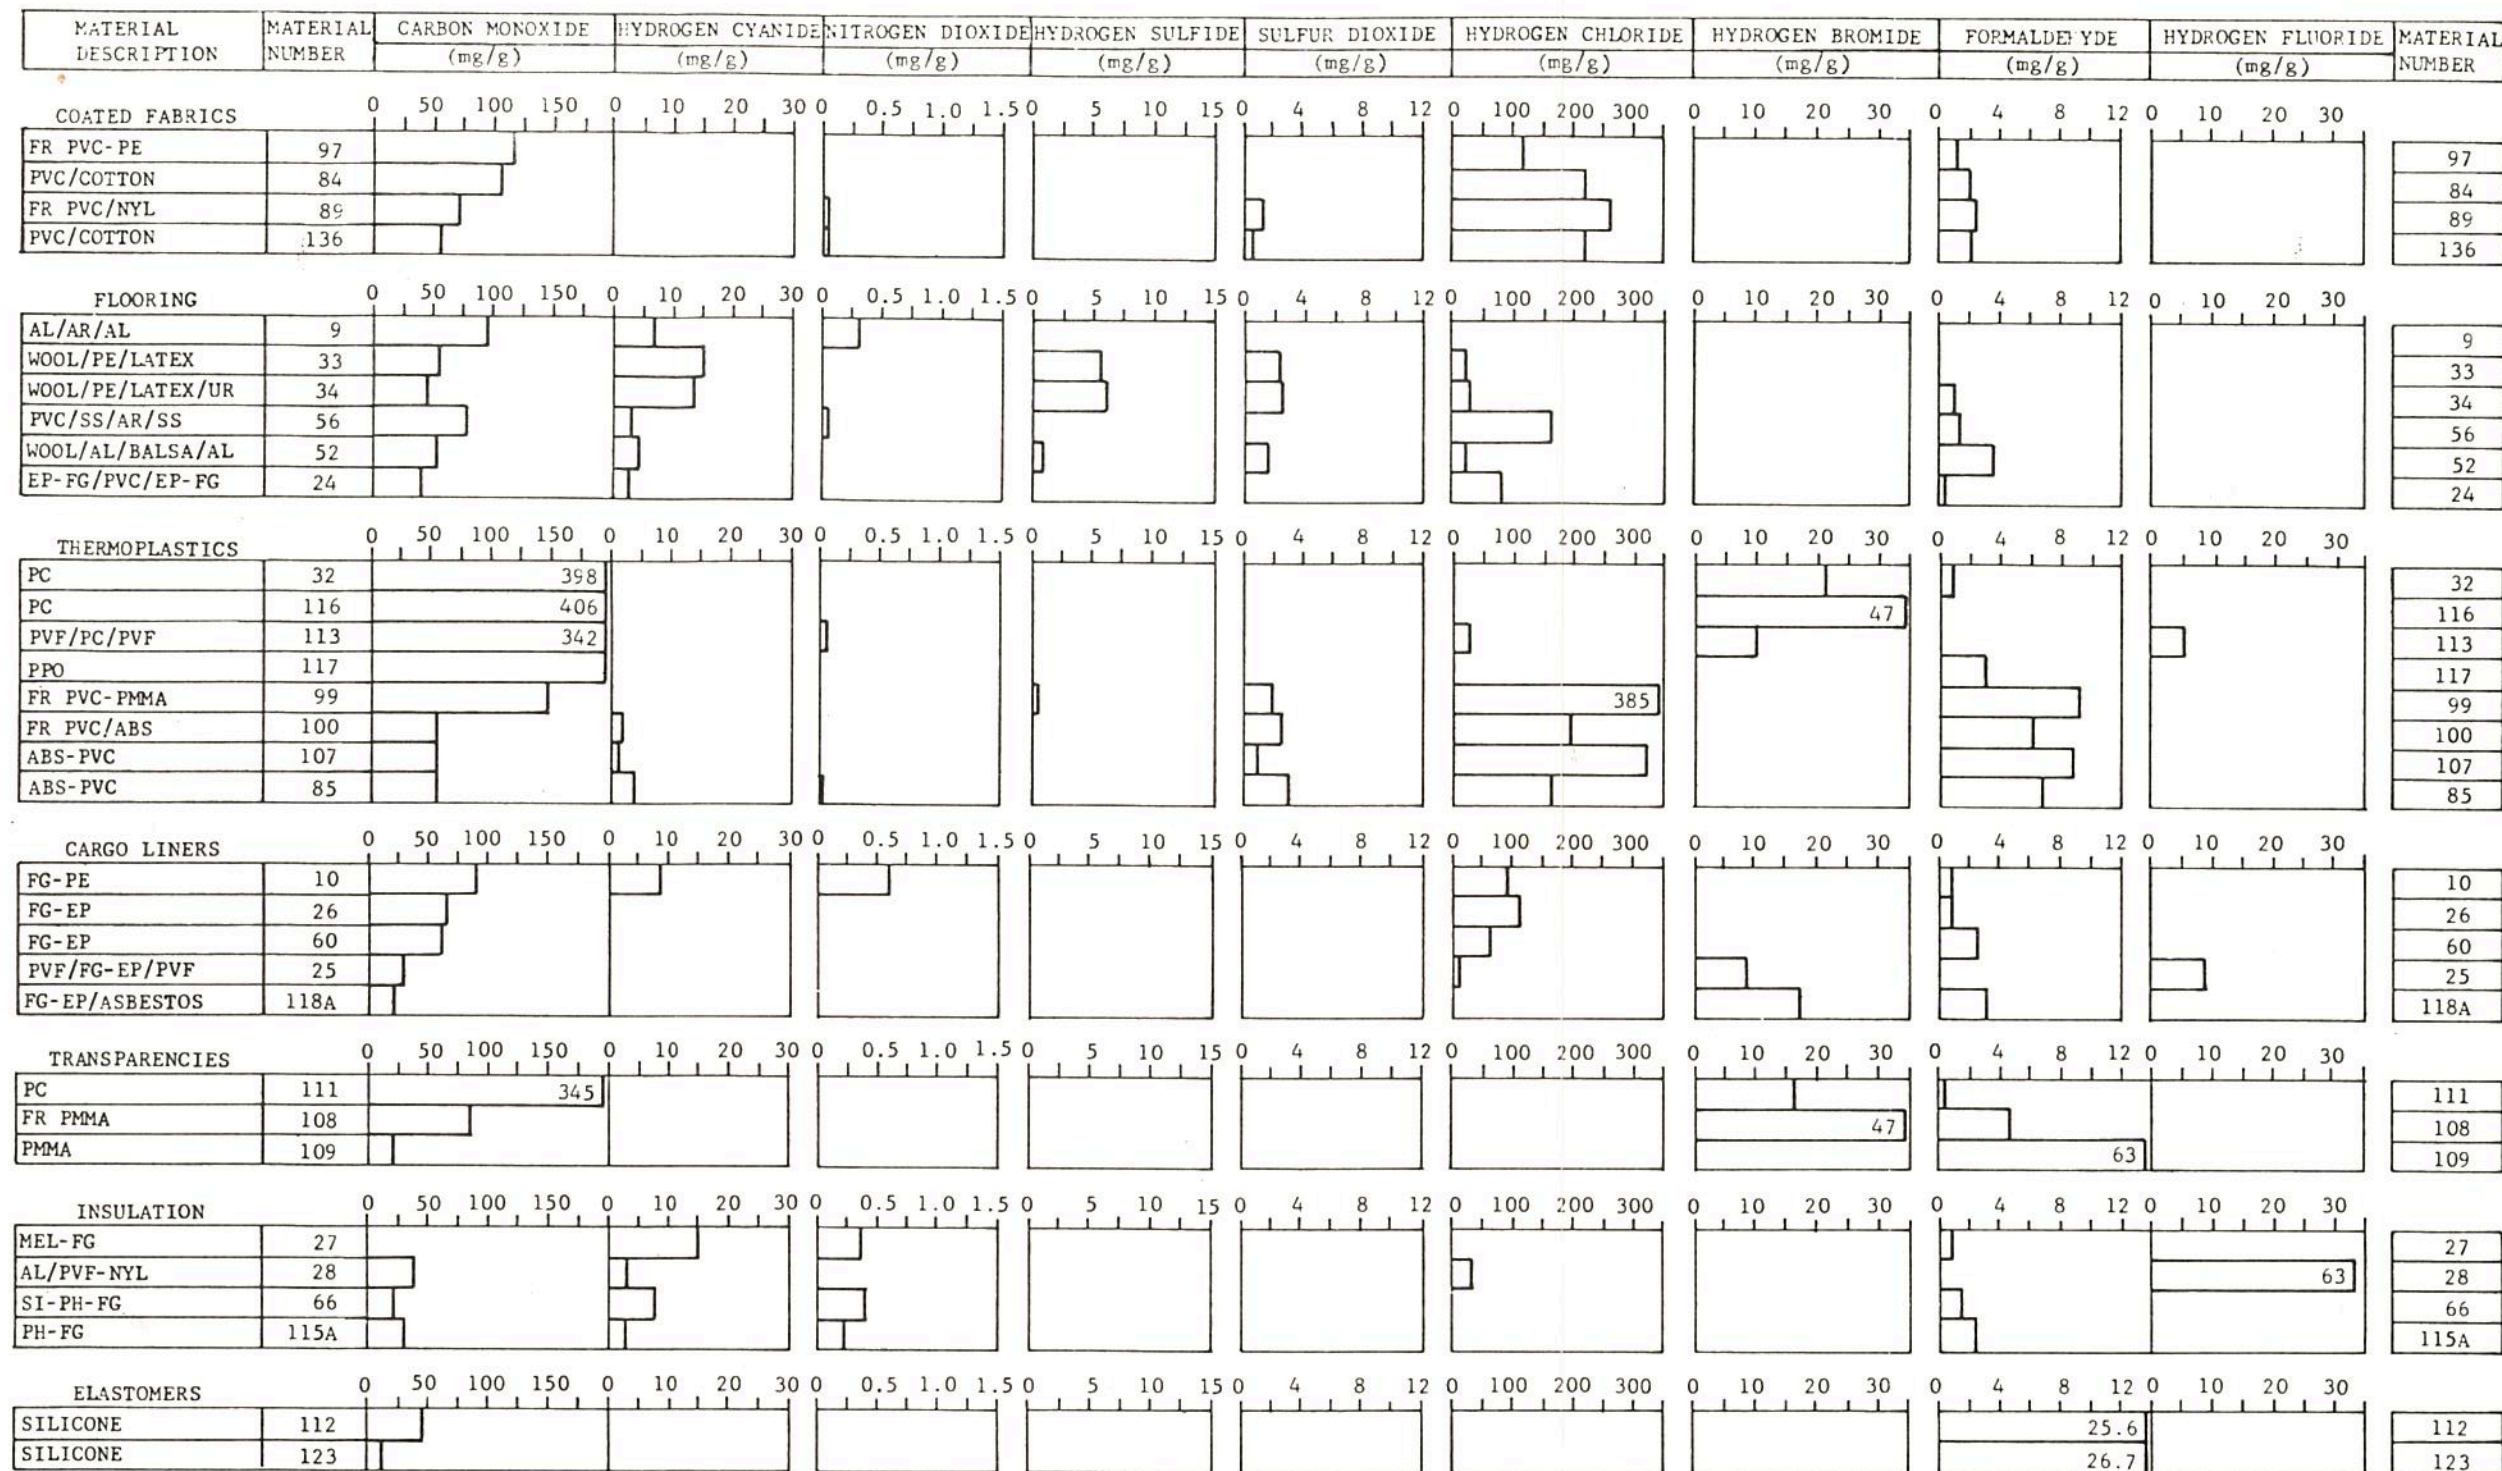 MATERIAL DESCRIPTION MATERIAL NUMBER CARBON MONOXIDE (mg/g) HYDROGEN CYANIDE (mg/g) NITROGEN DIOXIDE (mg/g) HYDROGEN SULFIDE (mg/g) SULFUR DIOXIDE (mg/g) HYDROGEN CHLORIDE (mg/g) HYDROGEN BROMIDE (mg/g) FORMALDEHYDE (mg/g) HYDROGEN FLUORIDE (mg/g) MATERIAL NUMBER
COATED FABRICS 0 50 100 150 0 10 20 30 0 0.5 1.0 1.5 0 5 10 15 0 4 8 12 0 100 200 300 0 10 20 30 0 4 8 12 0 10 20 30
FR PVC-PE 97 97
PVC/COTTON 84 84
FR PVC/NYL 89 89
PVC/COTTON 136 136
FLOORING 0 50 100 150 0 10 20 30 0 0.5 1.0 1.5 0 5 10 15 0 4 8 12 0 100 200 300 0 10 20 30 0 4 8 12 0 10 20 30
AL/AR/AL 9 9
WOOL/PE/LATEX 33 33
WOOL/PE/LATEX/UR 34 34
PVC/SS/AR/SS 56 56
WOOL/AL/BALSA/AL 52 52
EP-FG/PVC/EP-FG 24 24
THERMOPLASTICS 0 50 100 150 0 10 20 30 0 0.5 1.0 1.5 0 5 10 15 0 4 8 12 0 100 200 300 0 10 20 30 0 4 8 12 0 10 20 30
PC 32 398 32
PC 116 406 47 116
PVF/PC/PVF 113 342 113
PPO 117 117
FR PVC-PMMA 99 385 99
FR PVC/ABS 100 100
ABS-PVC 107 107
ABS-PVC 85 85
CARGO LINERS 0 50 100 150 0 10 20 30 0 0.5 1.0 1.5 0 5 10 15 0 4 8 12 0 100 200 300 0 10 20 30 0 4 8 12 0 10 20 30
FG-PE 10 10
FG-EP 26 26
FG-EP 60 60
PVF/FG-EP/PVF 25 25
FG-EP/ASBESTOS 118A 118A
TRANSPARENCIES 0 50 100 150 0 10 20 30 0 0.5 1.0 1.5 0 5 10 15 0 4 8 12 0 100 200 300 0 10 20 30 0 4 8 12 0 10 20 30
PC 111 345 111
FR PMMA 108 47 108
PMMA 109 63 109
INSULATION 0 50 100 150 0 10 20 30 0 0.5 1.0 1.5 0 5 10 15 0 4 8 12 0 100 200 300 0 10 20 30 0 4 8 12 0 10 20 30
MEL-FG 27 27
AL/PVF-NYL 28 63 28
SI-PH-FG 66 66
PH-FG 115A 115A
ELASTOMERS 0 50 100 150 0 10 20 30 0 0.5 1.0 1.5 0 5 10 15 0 4 8 12 0 100 200 300 0 10 20 30 0 4 8 12 0 10 20 30
SILICONE 112 25.6 112
SILICONE 123 26.7 123